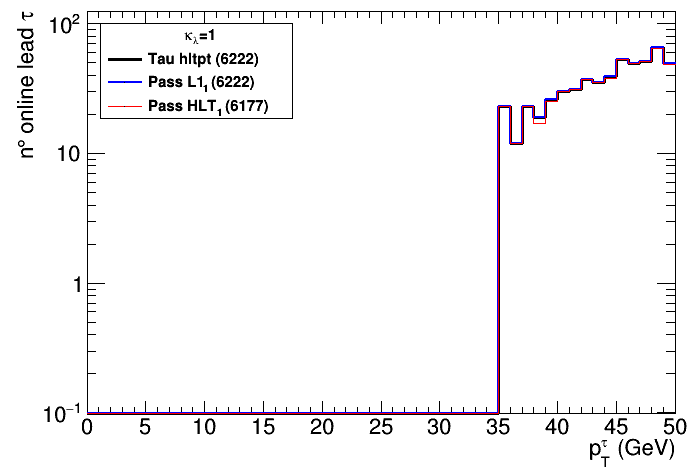 κλ=1
Tau hltpt (6222)
Pass L1₁ (6222)
Pass HLT₁ (6177)
n° online lead τ
10²
10
1
10⁻¹
0 5 10 15 20 25 30 35 40 45 50
p_T^τ (GeV)